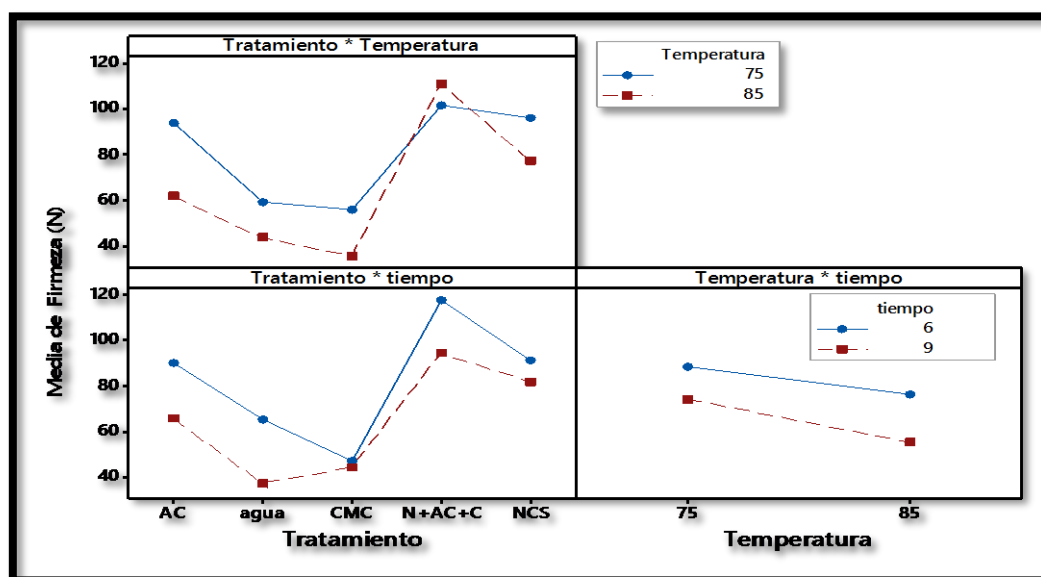 Tratamiento * Temperatura
Temperatura
75
85
120
100
80
60
40
Media de Firmeza (N)
Tratamiento * tiempo
Temperatura * tiempo
tiempo
6
9
120
100
80
60
40
AC agua CMC N+AC+C NCS
Tratamiento
75 85
Temperatura